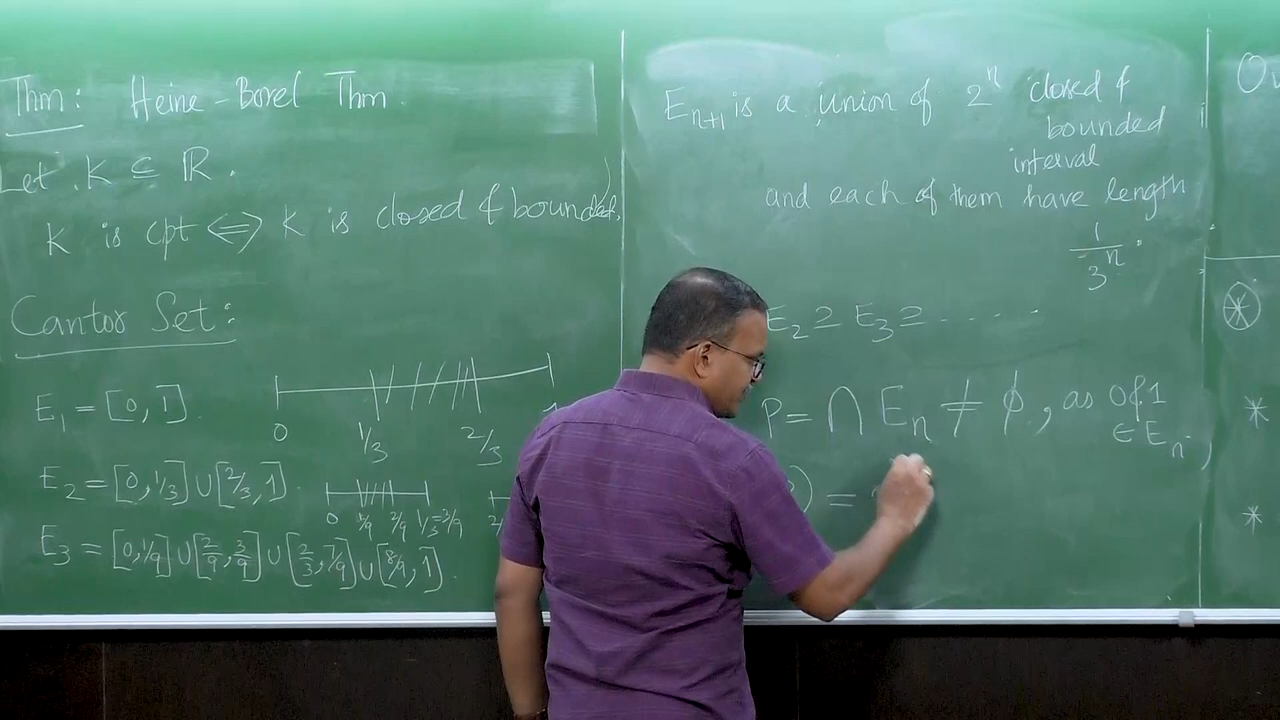 Thm: Heine-Borel Thm.
Let K ⊆ ℝ.
K is cpt ⇔ K is closed & bounded.
Cantor Set:
E₁ = [0, 1].
0 1/3 2/3 1
E₂ = [0, 1/3] ∪ [2/3, 1].
0 1/9 2/9 1/3=3/9
E₃ = [0, 1/9] ∪ [2/9, 3/9] ∪ [2/3, 7/9] ∪ [8/9, 1].
Eₙ₊₁ is a union of 2ⁿ closed &
bounded
interval
and each of them have length
1/3ⁿ.
E₂ ⊇ E₃ ⊇ .....
P = ∩ Eₙ ≠ ϕ, as 0 & 1
∈ Eₙ,
) =